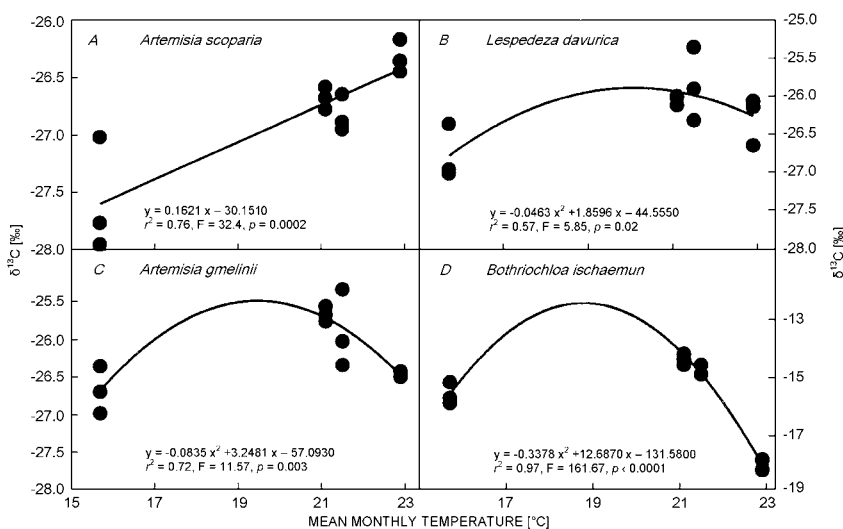 A Artemisia scoparia
y = 0.1621 x – 30.1510
r² = 0.76, F = 32.4, p = 0.0002
-26.0
-26.5
-27.0
-27.5
-28.0
B Lespedeza davurica
y = -0.0463 x² +1.8596 x – 44.5550
r² = 0.57, F = 5.85, p = 0.02
-25.0
-25.5
-26.0
-26.5
-27.0
-27.5
-28.0
δ¹³C [‰]
δ¹³C [‰]
C Artemisia gmelinii
y = -0.0835 x² +3.2481 x – 57.0930
r² = 0.72, F = 11.57, p = 0.003
-25.5
-26.0
-26.5
-27.0
-27.5
-28.0
D Bothriochloa ischaemun
y = -0.3378 x² +12.6870 x – 131.5800
r² = 0.97, F = 161.67, p < 0.0001
-13
-15
-17
-19
15 17 19 21 23 17 19 21 23
MEAN MONTHLY TEMPERATURE [°C]